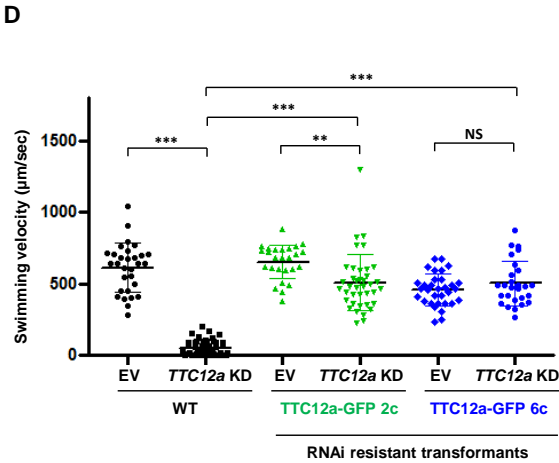 D
***
***
***
**
NS
1500
1000
500
0
Swimming velocity (µm/sec)
EV TTC12a KD EV TTC12a KD EV TTC12a KD
WT TTC12a-GFP 2c TTC12a-GFP 6c
RNAi resistant transformants